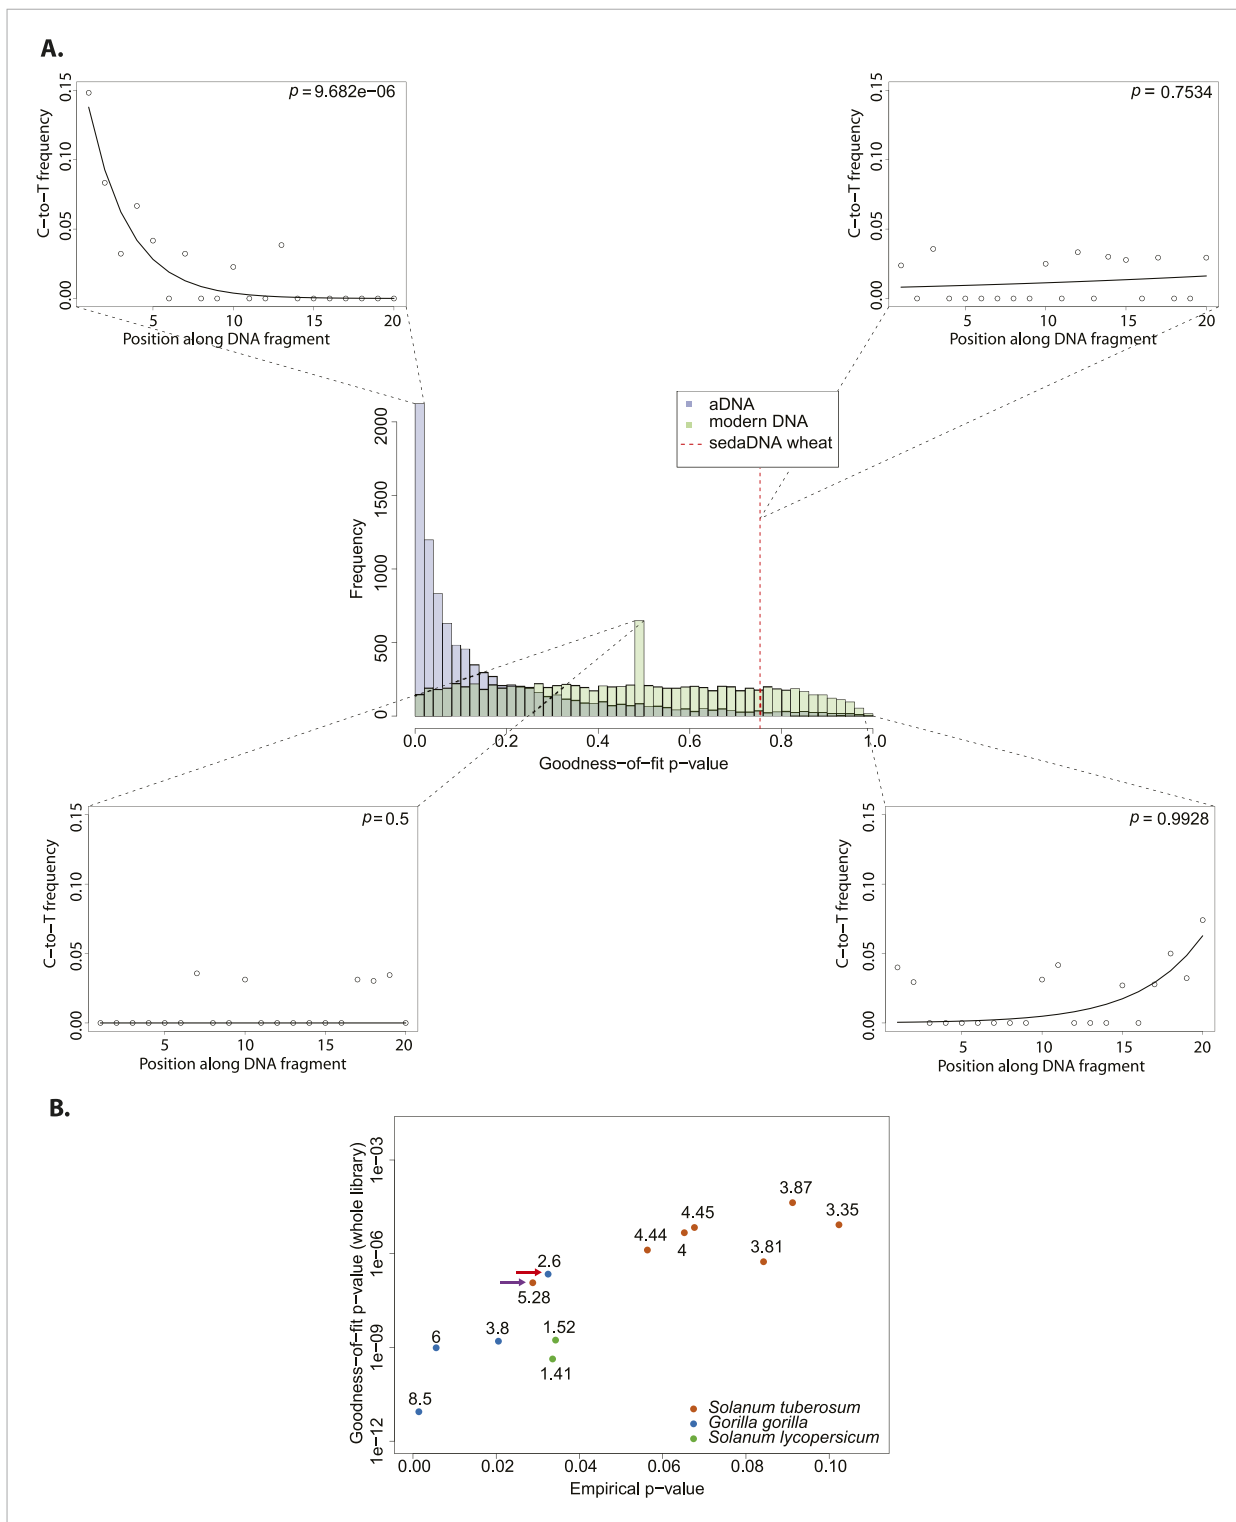 A.
p = 9.682e−06
C−to−T frequency
0.15
0.10
0.05
0.00
5 10 15 20
Position along DNA fragment
p = 0.7534
C−to−T frequency
0.15
0.10
0.05
0.00
5 10 15 20
Position along DNA fragment
aDNA
modern DNA
sedaDNA wheat
Frequency
2000
1500
1000
500
0
0.0 0.2 0.4 0.6 0.8 1.0
Goodness−of−fit p−value
p = 0.5
C−to−T frequency
0.15
0.10
0.05
0.00
5 10 15 20
Position along DNA fragment
p = 0.9928
C−to−T frequency
0.15
0.10
0.05
0.00
5 10 15 20
Position along DNA fragment
B.
Goodness−of−fit p−value (whole library)
1e−03
1e−06
1e−09
1e−12
3.87
3.35
4.45
4.44
4
3.81
2.6
5.28
1.52
3.8
6
1.41
8.5
Solanum tuberosum
Gorilla gorilla
Solanum lycopersicum
0.00 0.02 0.04 0.06 0.08 0.10
Empirical p−value